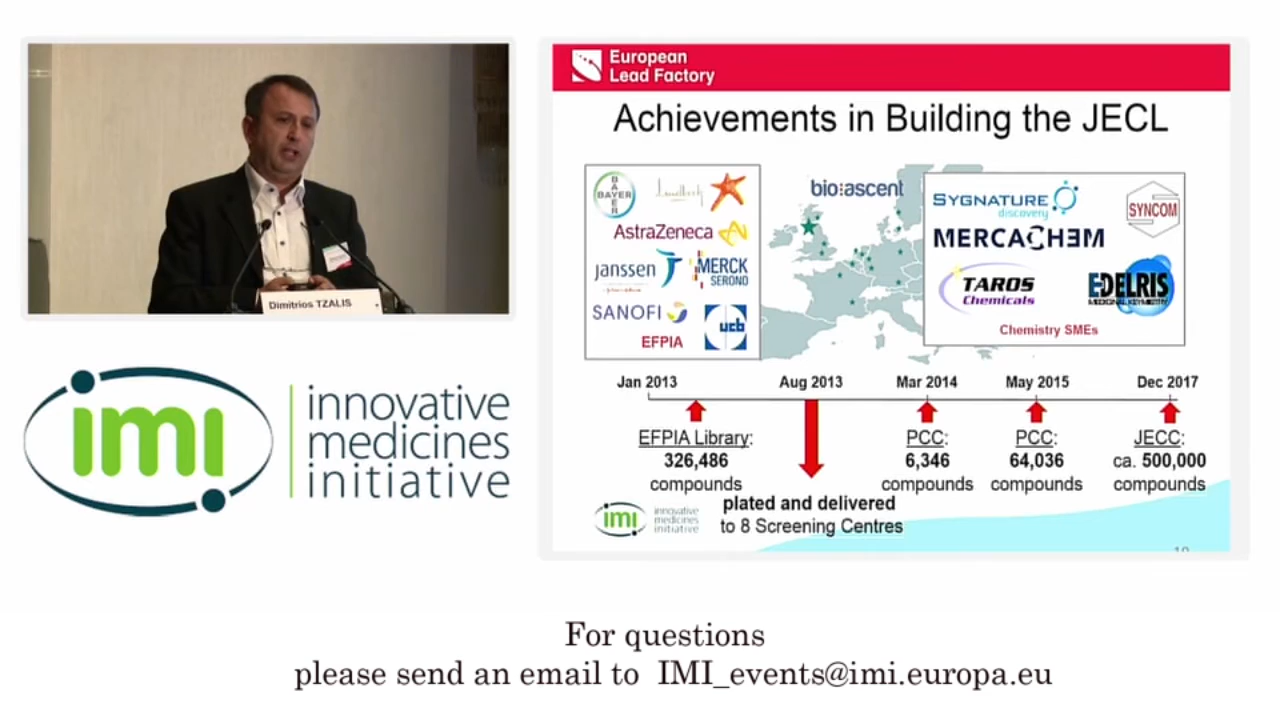 Dimitrios TZALIS
imi
innovative
medicines
initiative
European
Lead Factory
Achievements in Building the JECL
BAYER
BAYER
AstraZeneca
janssen
MERCK
SERONO
SANOFI
ucb
EFPIA
bio:ascent
SYGNATURE
discovery
SYNCOM
MERCACHEM
TAROS
Chemicals
EDELRIS
MEDICINAL KEYMISTRY
Chemistry SMEs
Jan 2013
Aug 2013
Mar 2014
May 2015
Dec 2017
EFPIA Library:
326,486
compounds
PCC:
6,346
compounds
PCC:
64,036
compounds
JECC:
ca. 500,000
compounds
plated and delivered
to 8 Screening Centres
imi
innovative
medicines
initiative
For questions
please send an email to IMI_events@imi.europa.eu